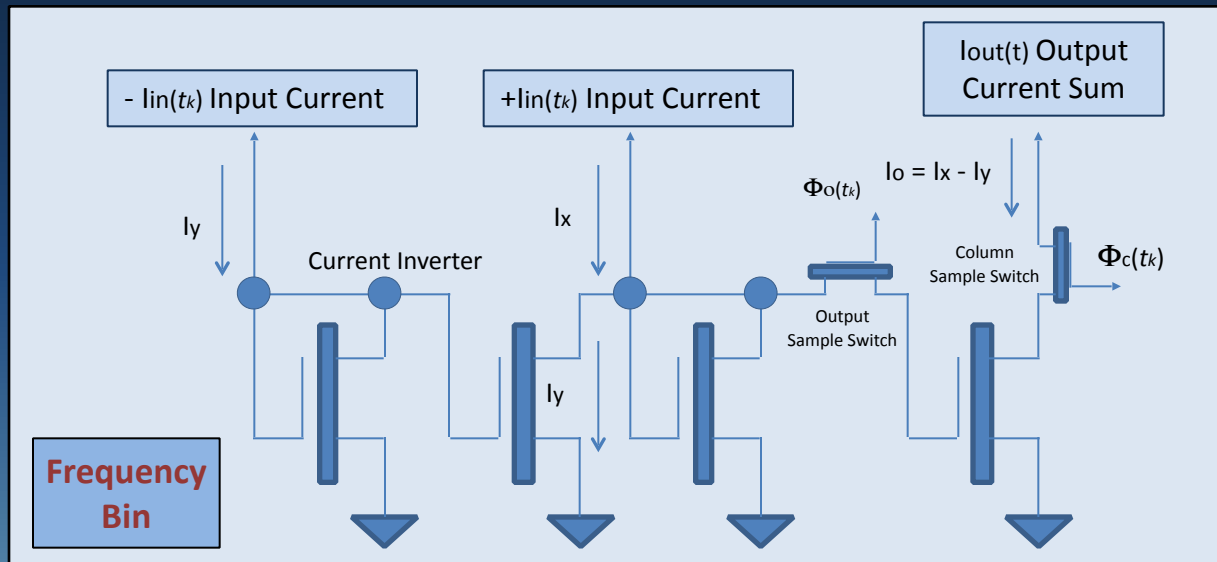 - Iin(tk) Input Current
+Iin(tk) Input Current
Iout(t) Output
Current Sum
Iy
Ix
Φo(tk)
Io = Ix - Iy
Current Inverter
Column
Sample Switch
Φc(tk)
Output
Sample Switch
Iy
Frequency
Bin